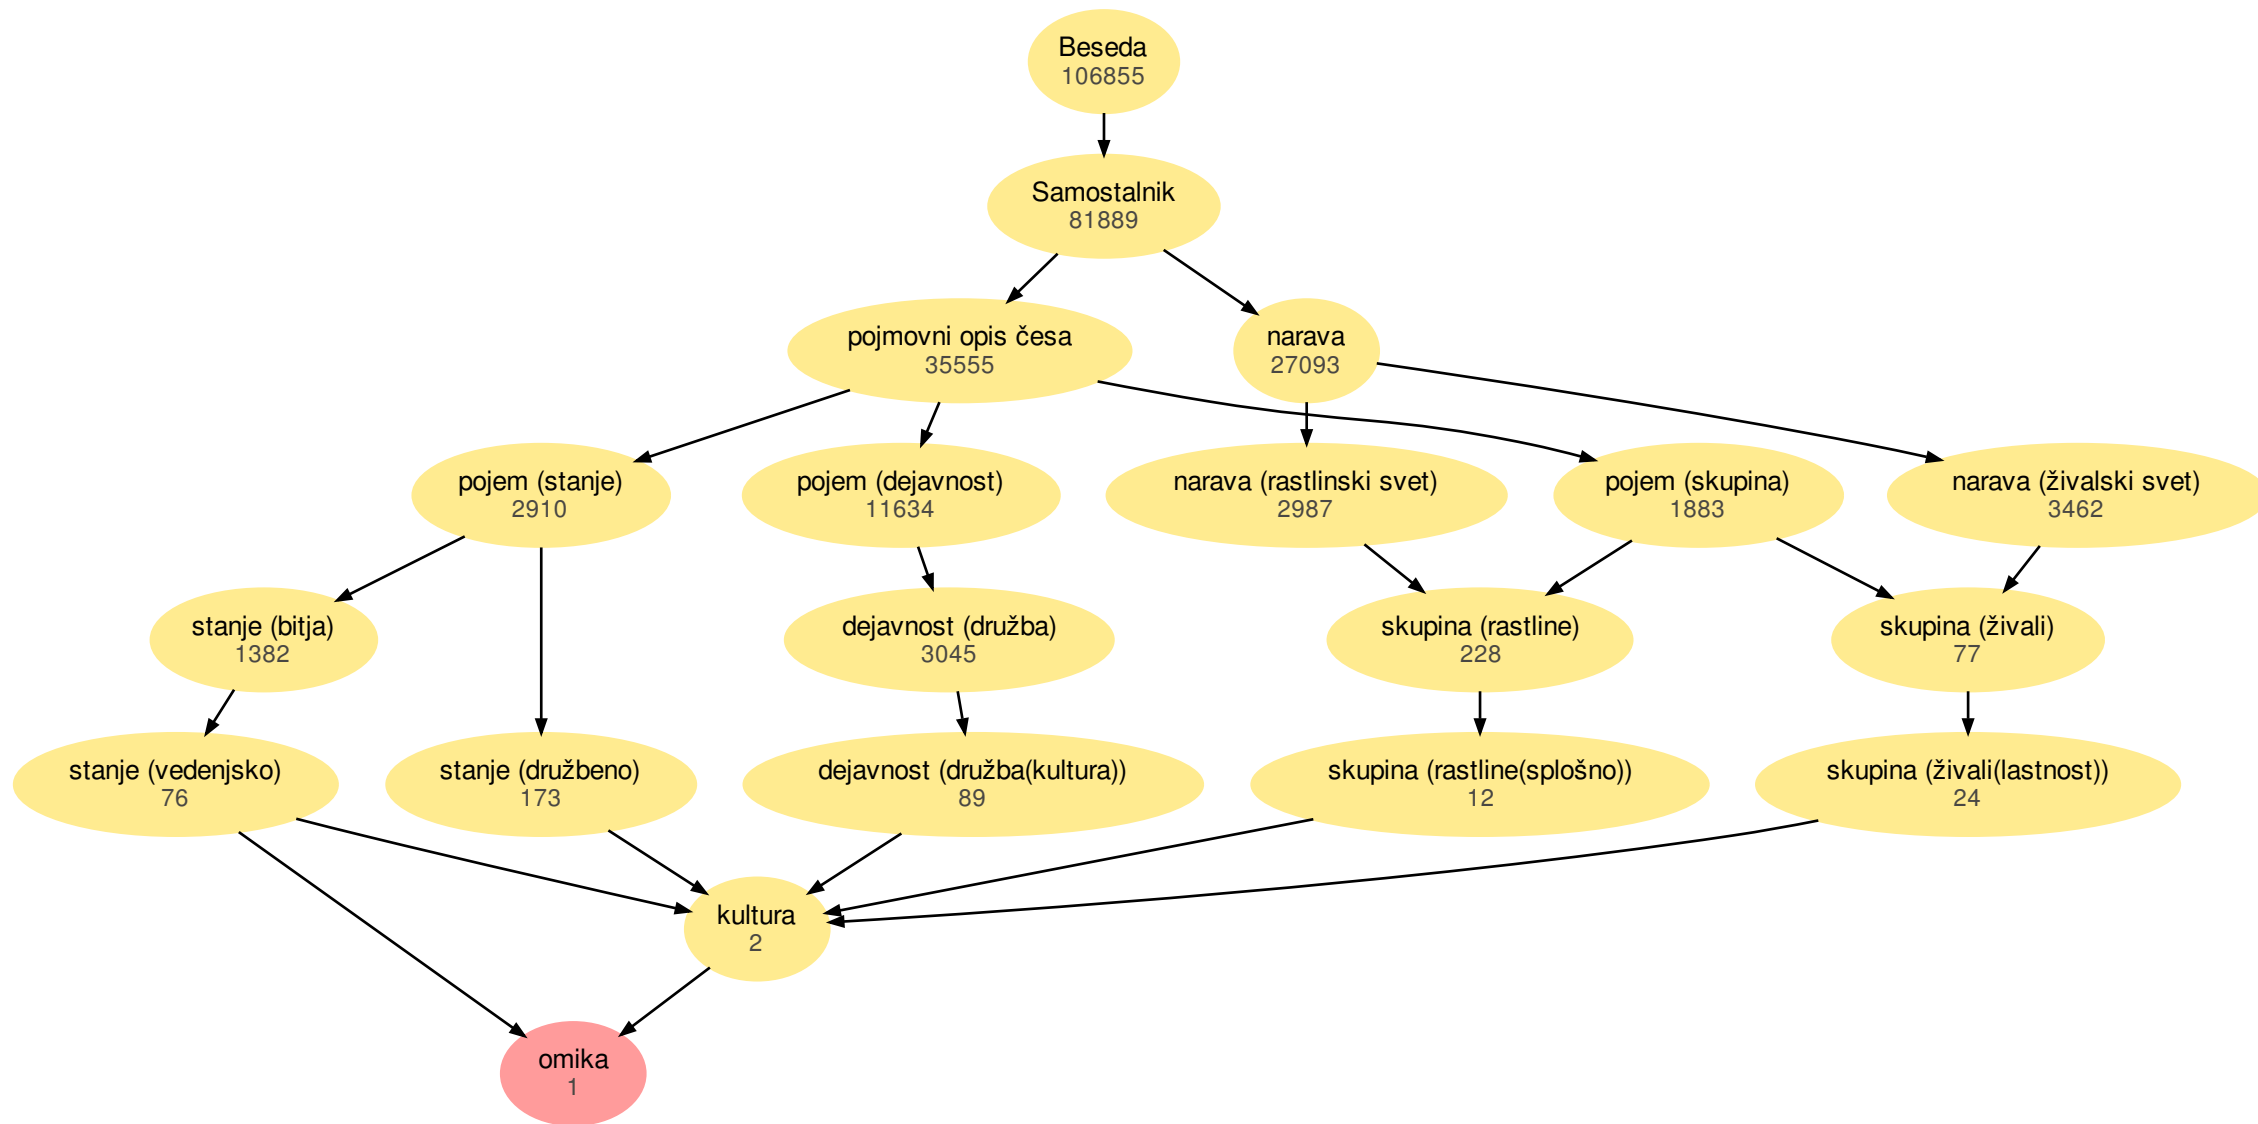 Beseda
106855
Samostalnik
81889
pojmovni opis česa
35555
narava
27093
pojem (stanje)
2910
pojem (dejavnost)
11634
narava (rastlinski svet)
2987
pojem (skupina)
1883
narava (živalski svet)
3462
stanje (bitja)
1382
dejavnost (družba)
3045
skupina (rastline)
228
skupina (živali)
77
stanje (vedenjsko)
76
stanje (družbeno)
173
dejavnost (družba(kultura))
89
skupina (rastline(splošno))
12
skupina (živali(lastnost))
24
kultura
2
omika
1